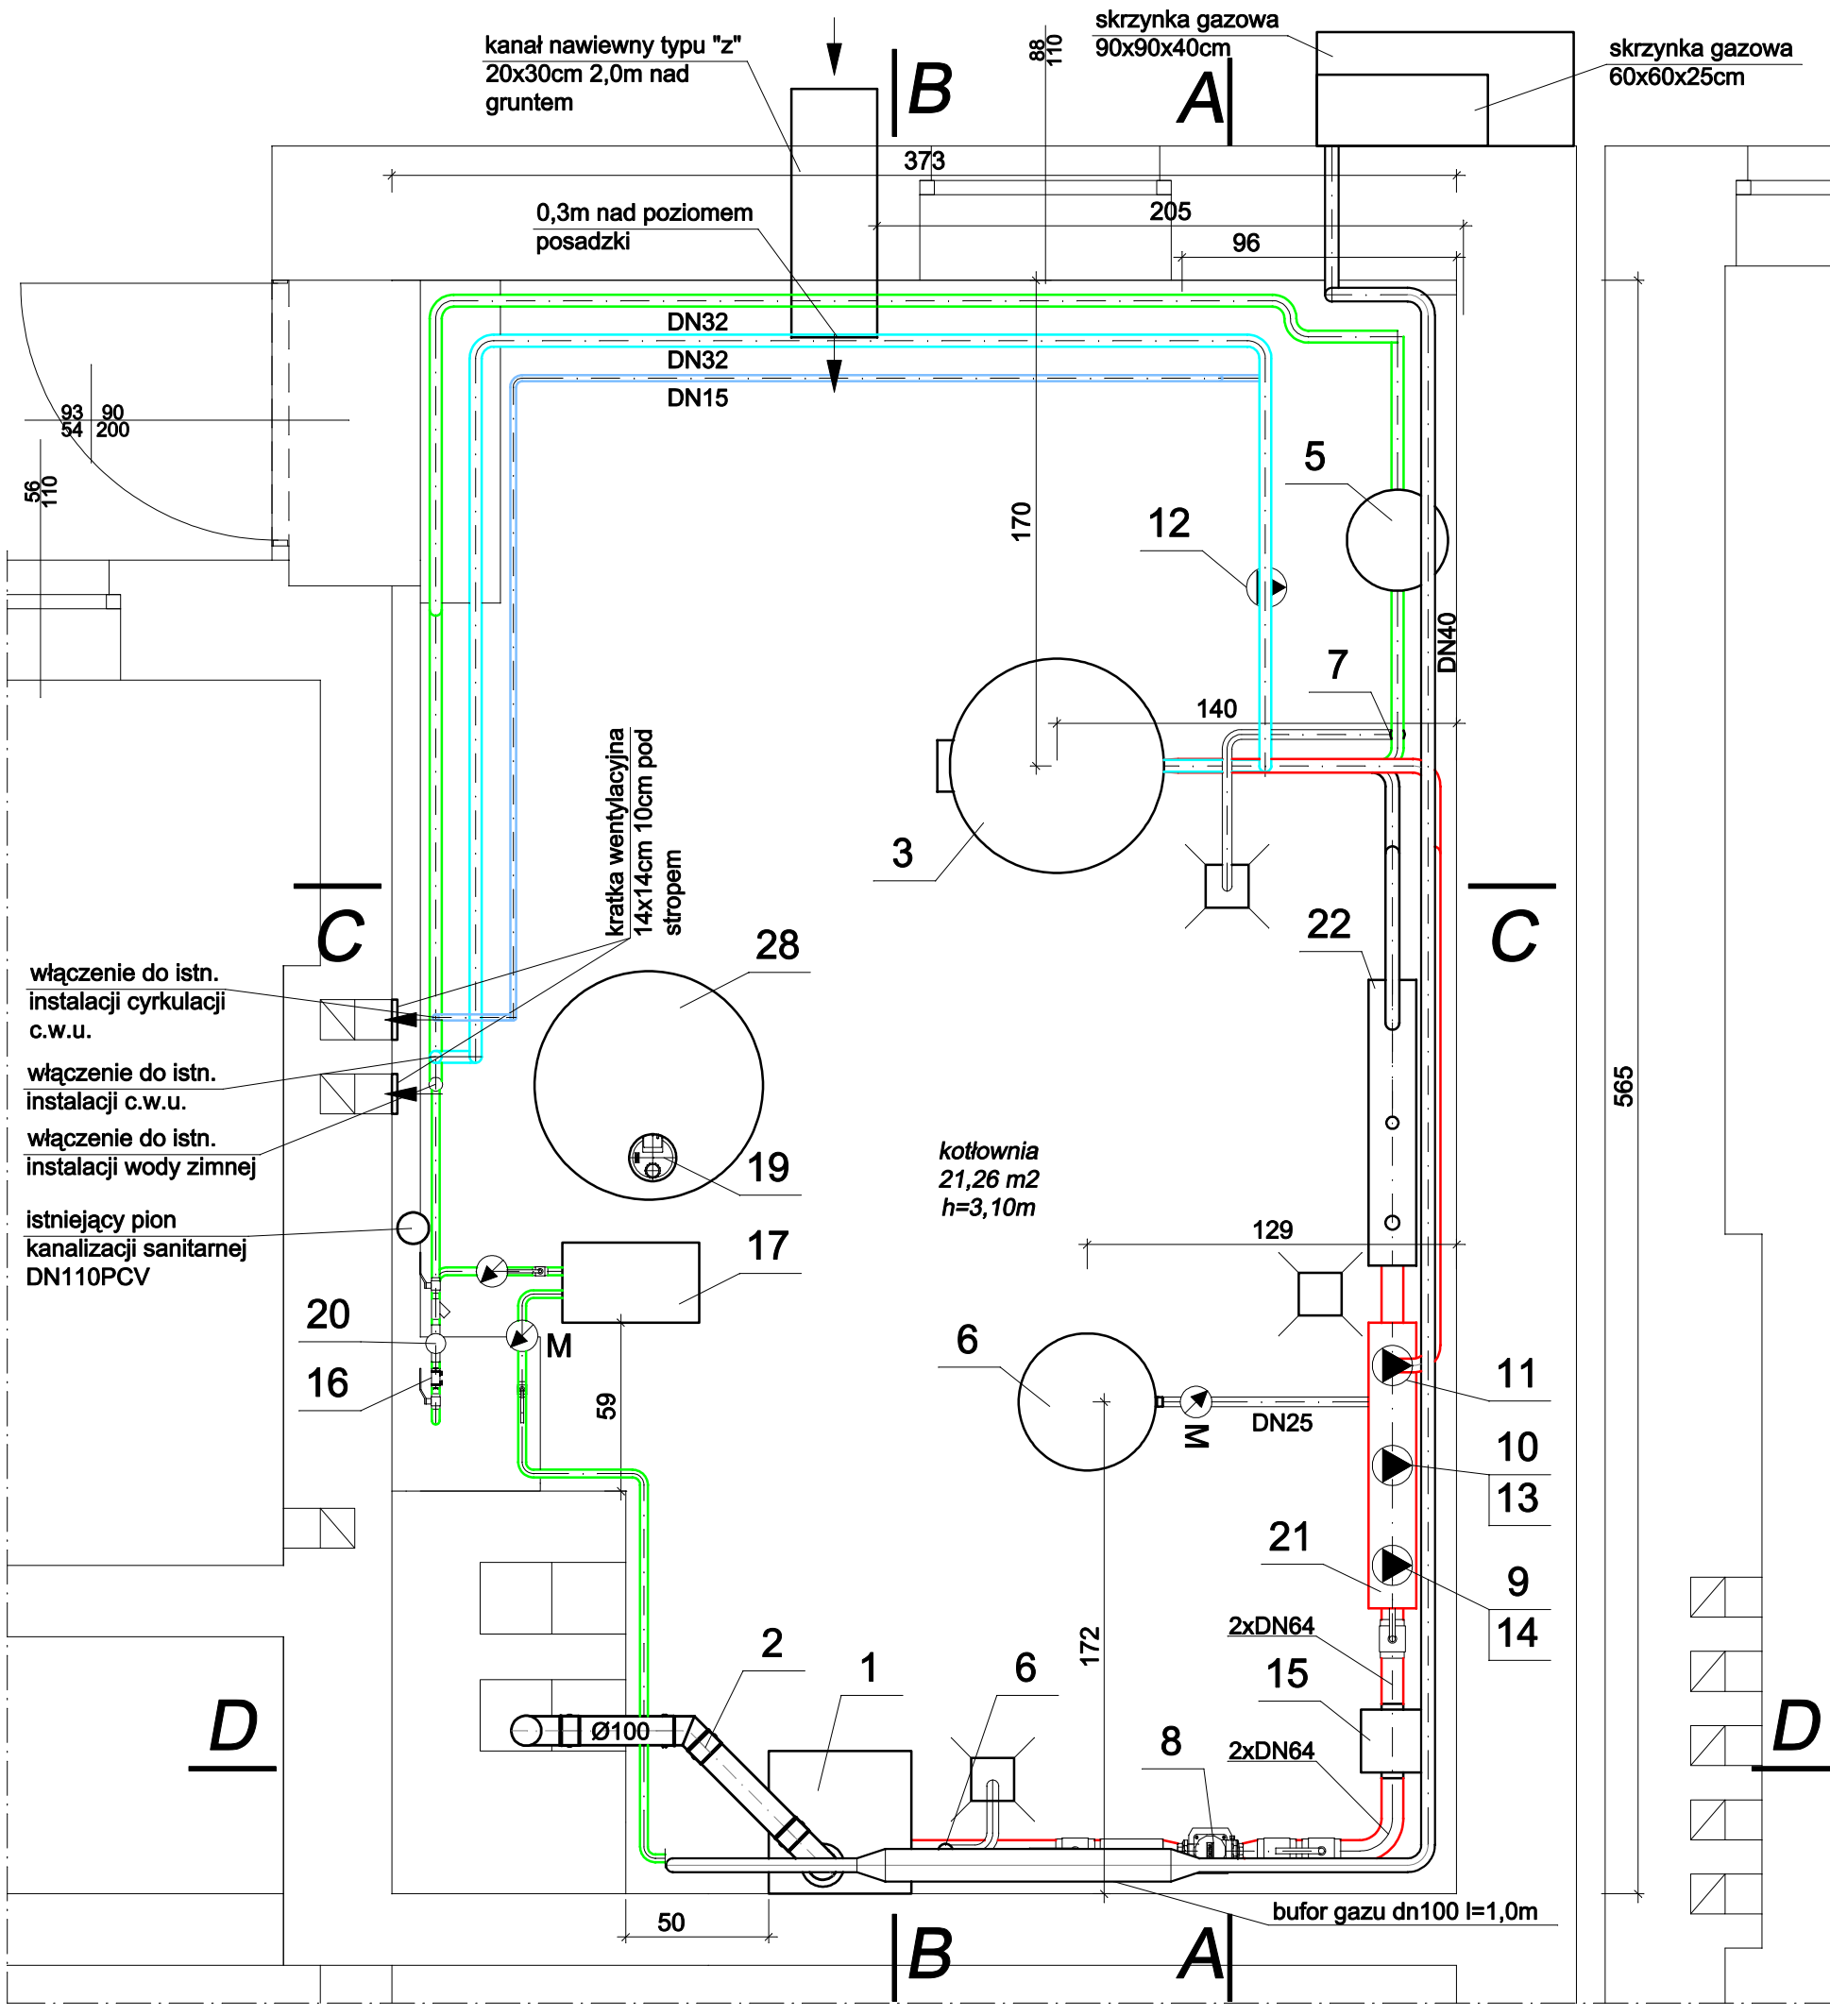 skrzynka gazowa
90x90x40cm
skrzynka gazowa
60x60x25cm
kanał nawiewny typu "z"
20x30cm 2,0m nad
gruntem
88
110
B
A
373
0,3m nad poziomem
posadzki
205
96
DN32
DN32
DN15
93
54
90
200
56
110
5
12
170
DN40
7
140
kratka wentylacyjna
14x14cm 10cm pod
stropem
3
C
C
22
28
włączenie do istn.
instalacji cyrkulacji
c.w.u.
włączenie do istn.
instalacji c.w.u.
włączenie do istn.
instalacji wody zimnej
565
19
kotłownia
21,26 m2
h=3,10m
istniejący pion
kanalizacji sanitarnej
DN110PCV
17
129
20
M
16
59
6
M
DN25
11
10
13
21
9
14
2xDN64
172
2
1
6
15
D
Ø100
8
2xDN64
D
50
bufor gazu dn100 l=1,0m
B
A